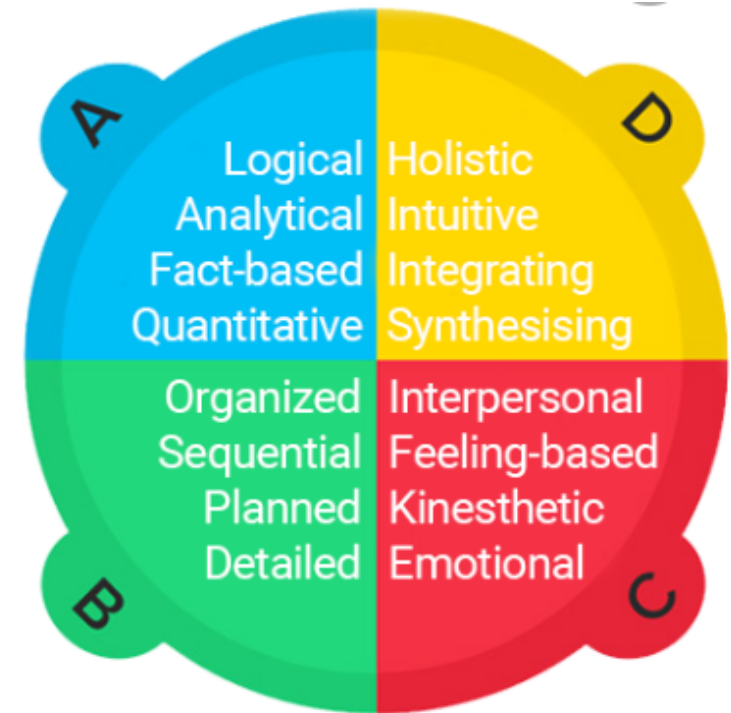 A
Logical
Analytical
Fact-based
Quantitative
D
Holistic
Intuitive
Integrating
Synthesising
B
Organized
Sequential
Planned
Detailed
C
Interpersonal
Feeling-based
Kinesthetic
Emotional